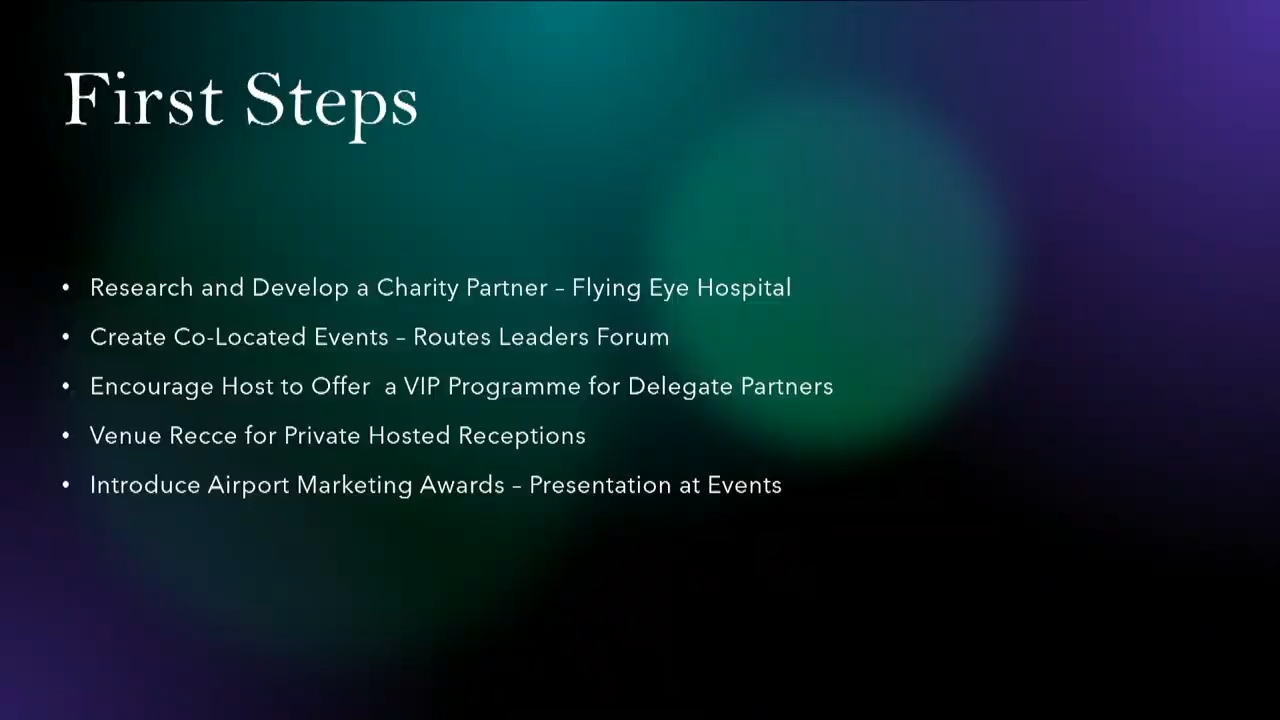 First Steps
• Research and Develop a Charity Partner – Flying Eye Hospital
• Create Co-Located Events – Routes Leaders Forum
• Encourage Host to Offer  a VIP Programme for Delegate Partners
• Venue Recce for Private Hosted Receptions
• Introduce Airport Marketing Awards – Presentation at Events